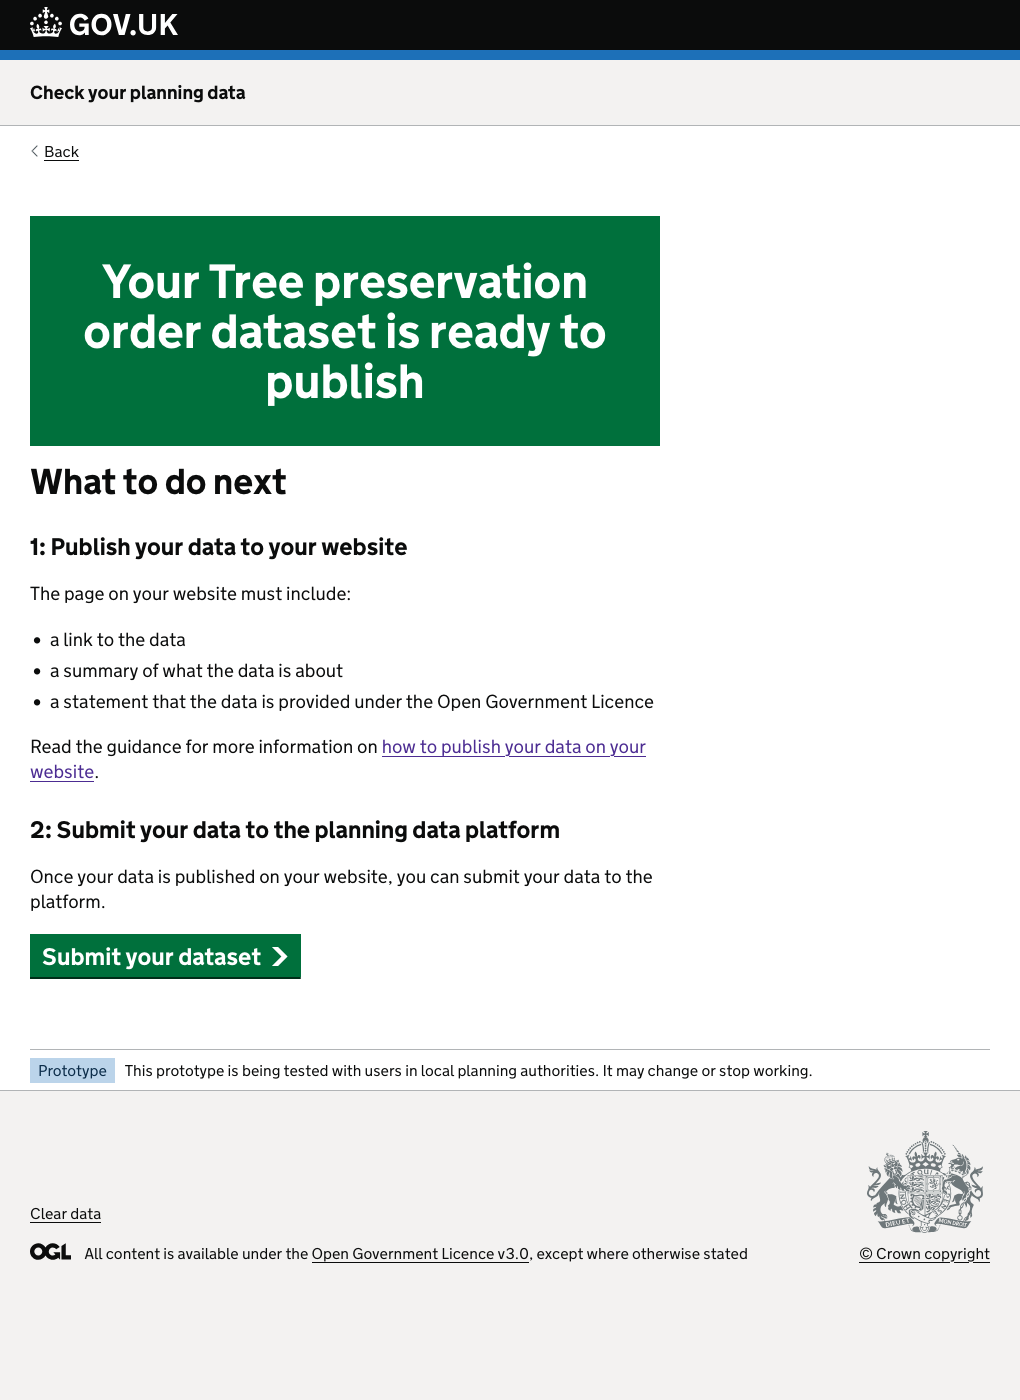 GOV.UK
Check your planning data
Back
Your Tree preservation
order dataset is ready to
publish
What to do next
1: Publish your data to your website
The page on your website must include:
• a link to the data
• a summary of what the data is about
• a statement that the data is provided under the Open Government Licence
Read the guidance for more information on how to publish your data on your
website.
2: Submit your data to the planning data platform
Once your data is published on your website, you can submit your data to the
platform.
Submit your dataset
Prototype This prototype is being tested with users in local planning authorities. It may change or stop working.
Clear data
OGL All content is available under the Open Government Licence v3.0, except where otherwise stated
DIEU ET MON DROIT
© Crown copyright